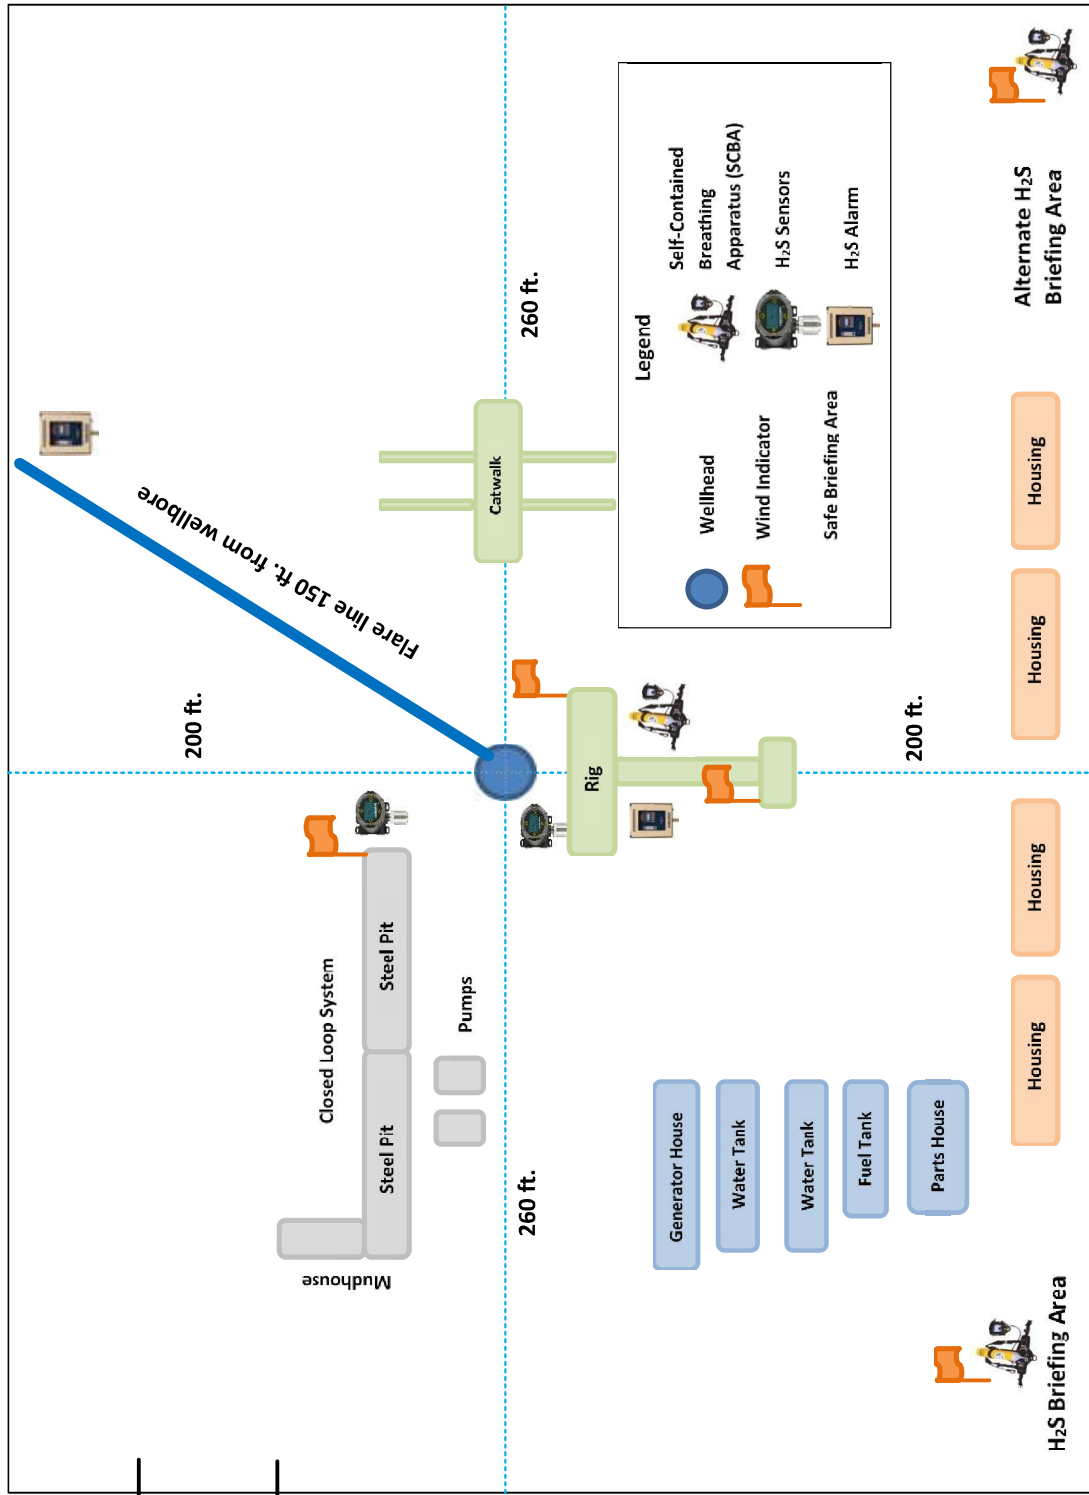 200 ft.
Flare line 150 ft. from wellbore
Closed Loop System
Mudhouse
Steel Pit
Steel Pit
Pumps
260 ft.
260 ft.
Catwalk
Rig
Generator House
Water Tank
Water Tank
Fuel Tank
Parts House
200 ft.
Legend
Wellhead
Wind Indicator
Safe Briefing Area
Self-Contained
Breathing
Apparatus (SCBA)
H₂S Sensors
H₂S Alarm
Housing
Housing
Housing
Housing
H₂S Briefing Area
Alternate H₂S
Briefing Area